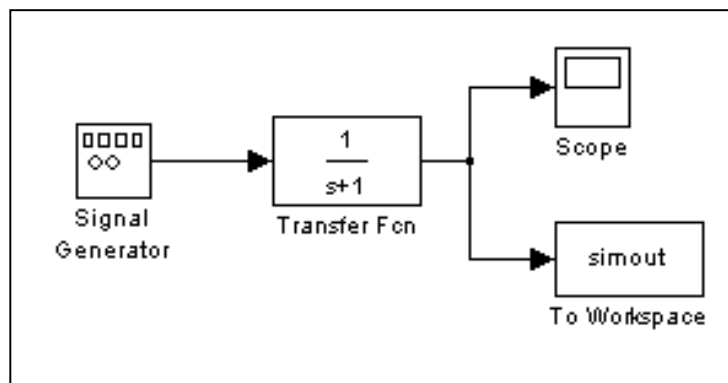 Signal
Generator
1
s+1
Transfer Fcn
Scope
simout
To Workspace